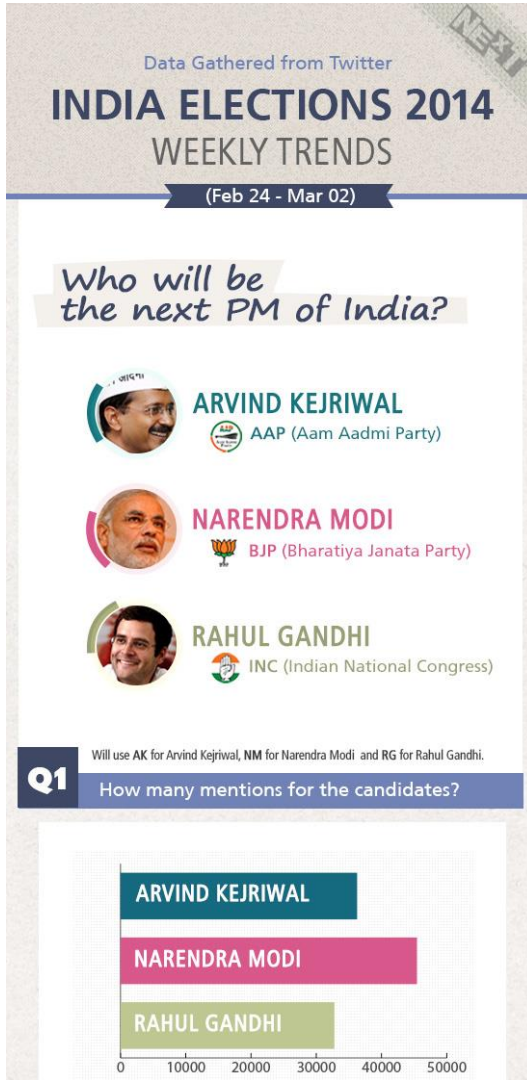 NExT
Data Gathered from Twitter
INDIA ELECTIONS 2014
WEEKLY TRENDS
(Feb 24 - Mar 02)
Who will be
the next PM of India?
ARVIND KEJRIWAL
AAP (Aam Aadmi Party)
NARENDRA MODI
BJP (Bharatiya Janata Party)
RAHUL GANDHI
INC (Indian National Congress)
Will use AK for Arvind Kejriwal, NM for Narendra Modi and RG for Rahul Gandhi.
Q1
How many mentions for the candidates?
ARVIND KEJRIWAL
NARENDRA MODI
RAHUL GANDHI
0 10000 20000 30000 40000 50000